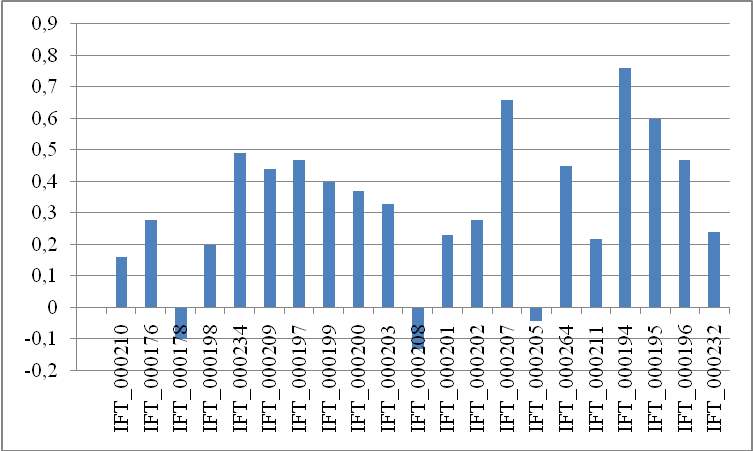 0,9
0,8
0,7
0,6
0,5
0,4
0,3
0,2
0,1
0
-0,1
-0,2
IFT_000210
IFT_000176
IFT_000178
IFT_000198
IFT_000234
IFT_000209
IFT_000197
IFT_000199
IFT_000200
IFT_000203
IFT_000208
IFT_000201
IFT_000202
IFT_000207
IFT_000205
IFT_000264
IFT_000211
IFT_000194
IFT_000195
IFT_000196
IFT_000232